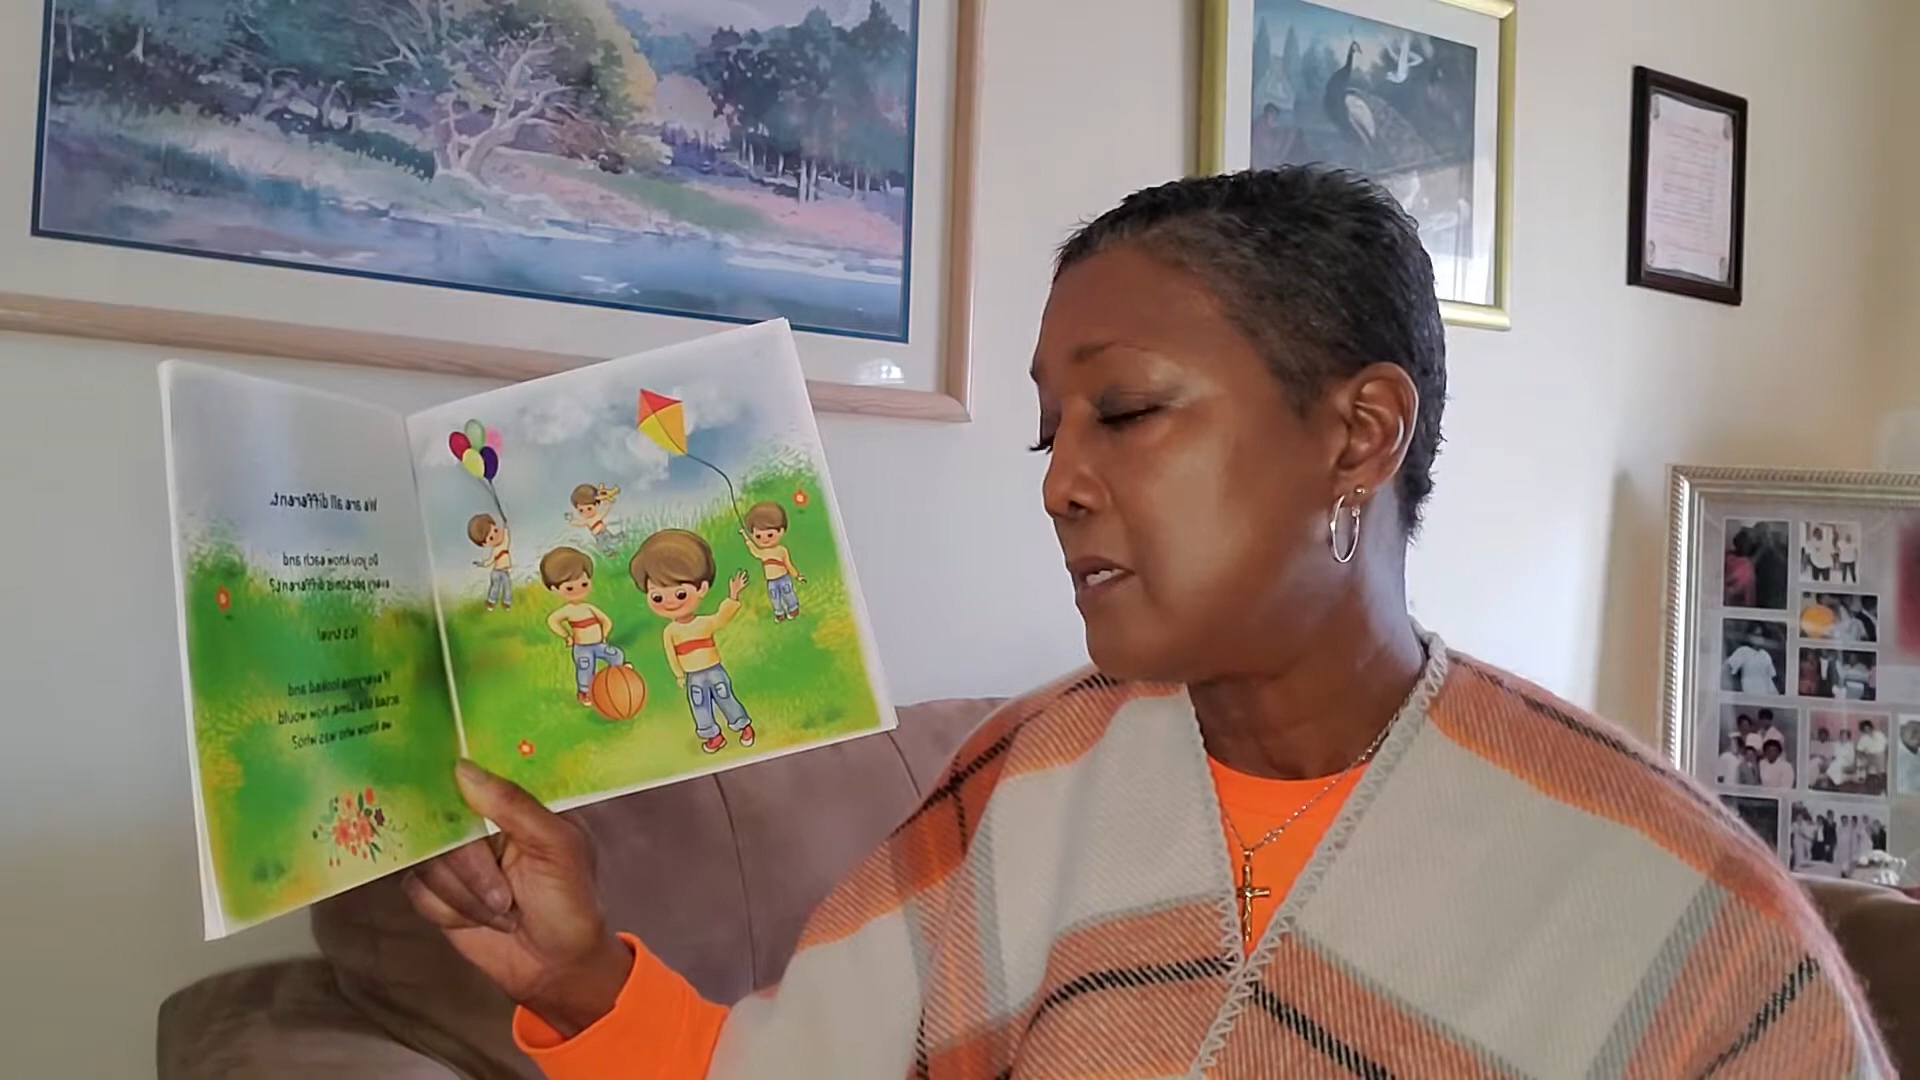 We are all different.
Do you know each and
every person is different?
It's true!
If everyone looked and
acted the same, how would
we know who was who?